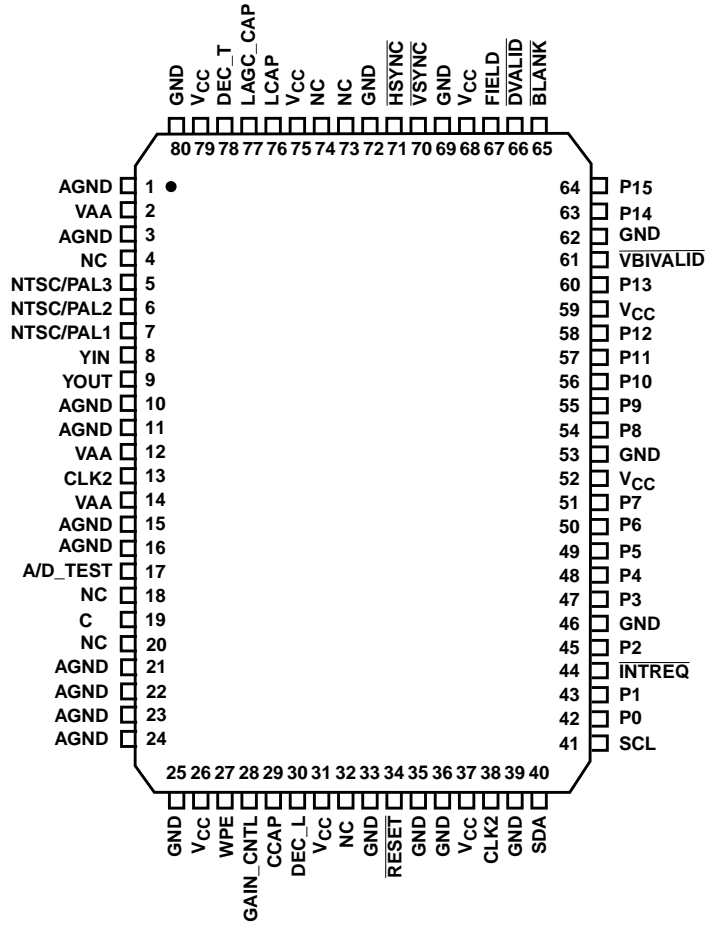 GND
VCC
DEC_T
LAGC_CAP
LCAP
VCC
NC
NC
GND
HSYNC
VSYNC
GND
VCC
FIELD
DVALID
BLANK
80 79 78 77 76 75 74 73 72 71 70 69 68 67 66 65
AGND 1
VAA 2
AGND 3
NC 4
NTSC/PAL3 5
NTSC/PAL2 6
NTSC/PAL1 7
YIN 8
YOUT 9
AGND 10
AGND 11
VAA 12
CLK2 13
VAA 14
AGND 15
AGND 16
A/D_TEST 17
NC 18
C 19
NC 20
AGND 21
AGND 22
AGND 23
AGND 24
64 P15
63 P14
62 GND
61 VBIVALID
60 P13
59 VCC
58 P12
57 P11
56 P10
55 P9
54 P8
53 GND
52 VCC
51 P7
50 P6
49 P5
48 P4
47 P3
46 GND
45 P2
44 INTREQ
43 P1
42 P0
41 SCL
25 26 27 28 29 30 31 32 33 34 35 36 37 38 39 40
GND
VCC
WPE
GAIN_CNTL
CCAP
DEC_L
VCC
NC
GND
RESET
GND
GND
VCC
CLK2
GND
SDA